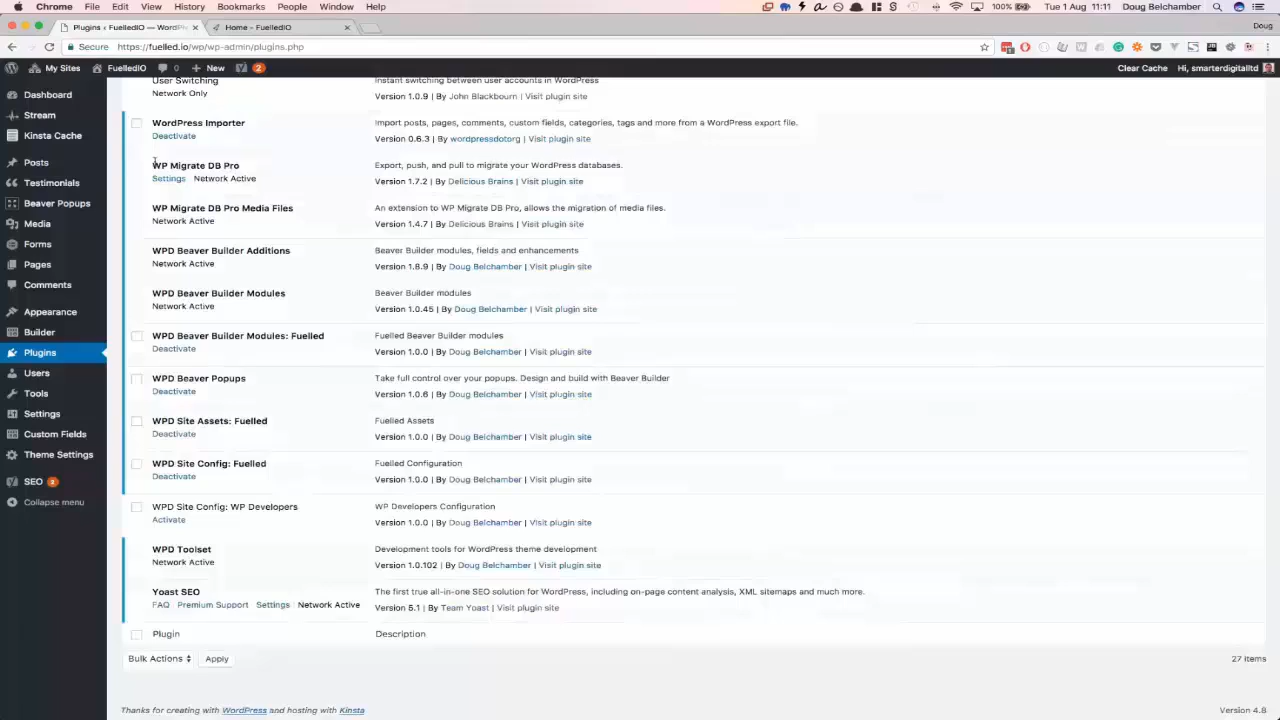 Chrome File Edit View History Bookmarks People Window Help 100% Tue 1 Aug 11:11 Doug Belchamber
Plugins ‹ FuelledIO — WordPr Home - FuelledIO Doug
Secure https://fuelled.io/wp/wp-admin/plugins.php
My Sites FuelledIO 0 New 2 Clear Cache Hi, smarterdigitalltd
Dashboard
Stream
Kinsta Cache
Posts
Testimonials
Beaver Popups
Media
Forms
Pages
Comments
Appearance
Builder
Plugins
Users
Tools
Settings
Custom Fields
Theme Settings
SEO 3
Collapse menu
User Switching Instant switching between user accounts in WordPress
Network Only Version 1.0.9 | By John Blackbourn | Visit plugin site
WordPress Importer Import posts, pages, comments, custom fields, categories, tags and more from a WordPress export file.
Deactivate Version 0.6.3 | By wordpressdotorg | Visit plugin site
WP Migrate DB Pro Export, push, and pull to migrate your WordPress databases.
Settings Network Active Version 1.7.2 | By Delicious Brains | Visit plugin site
WP Migrate DB Pro Media Files An extension to WP Migrate DB Pro, allows the migration of media files.
Network Active Version 1.4.7 | By Delicious Brains | Visit plugin site
WPD Beaver Builder Additions Beaver Builder modules, fields and enhancements
Network Active Version 1.8.9 | By Doug Belchamber | Visit plugin site
WPD Beaver Builder Modules Beaver Builder modules
Network Active Version 1.0.45 | By Doug Belchamber | Visit plugin site
WPD Beaver Builder Modules: Fuelled Fuelled Beaver Builder modules
Deactivate Version 1.0.0 | By Doug Belchamber | Visit plugin site
WPD Beaver Popups Take full control over your popups. Design and build with Beaver Builder
Deactivate Version 1.0.6 | By Doug Belchamber | Visit plugin site
WPD Site Assets: Fuelled Fuelled Assets
Deactivate Version 1.0.0 | By Doug Belchamber | Visit plugin site
WPD Site Config: Fuelled Fuelled Configuration
Deactivate Version 1.0.0 | By Doug Belchamber | Visit plugin site
WPD Site Config: WP Developers WP Developers Configuration
Activate Version 1.0.0 | By Doug Belchamber | Visit plugin site
WPD Toolset Development tools for WordPress theme development
Network Active Version 1.0.102 | By Doug Belchamber | Visit plugin site
Yoast SEO The first true all-in-one SEO solution for WordPress, including on-page content analysis, XML sitemaps and much more.
FAQ Premium Support Settings Network Active Version 5.1 | By Team Yoast | Visit plugin site
Plugin Description
Bulk Actions Apply 27 items
Thanks for creating with WordPress and hosting with Kinsta Version 4.8